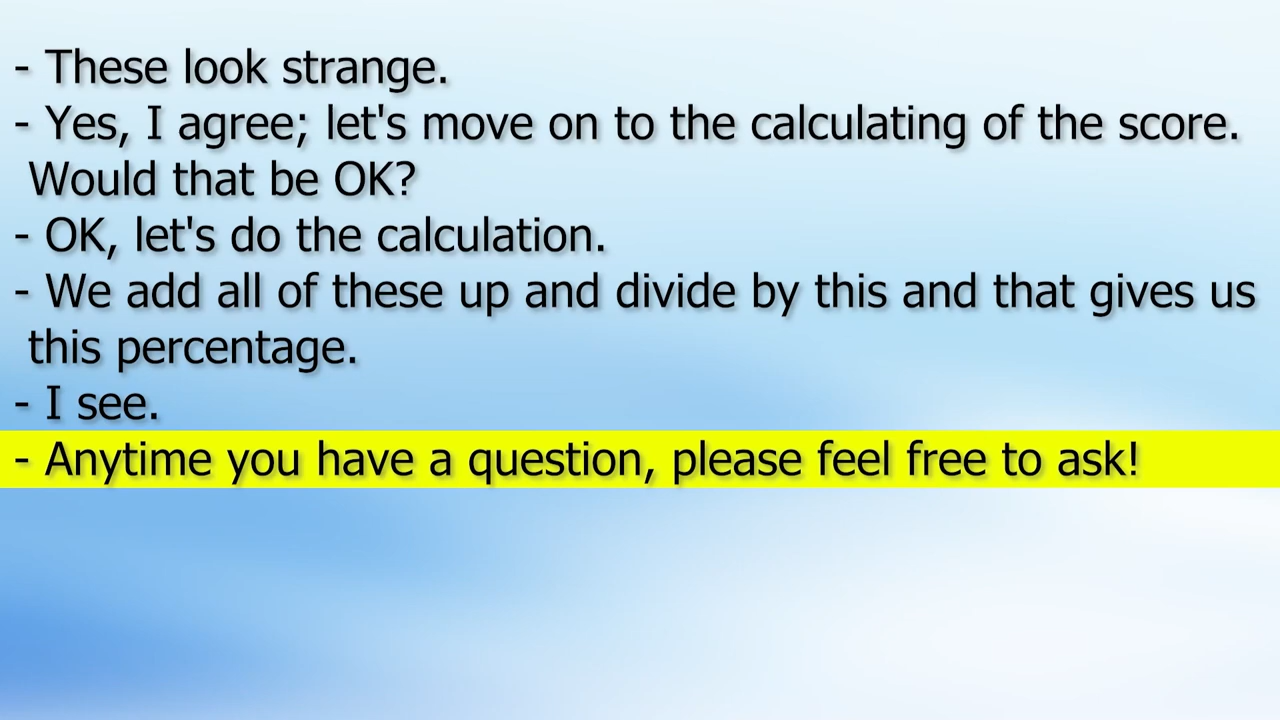 - These look strange.
- Yes, I agree; let's move on to the calculating of the score.
Would that be OK?
- OK, let's do the calculation.
- We add all of these up and divide by this and that gives us
this percentage.
- I see.
- Anytime you have a question, please feel free to ask!